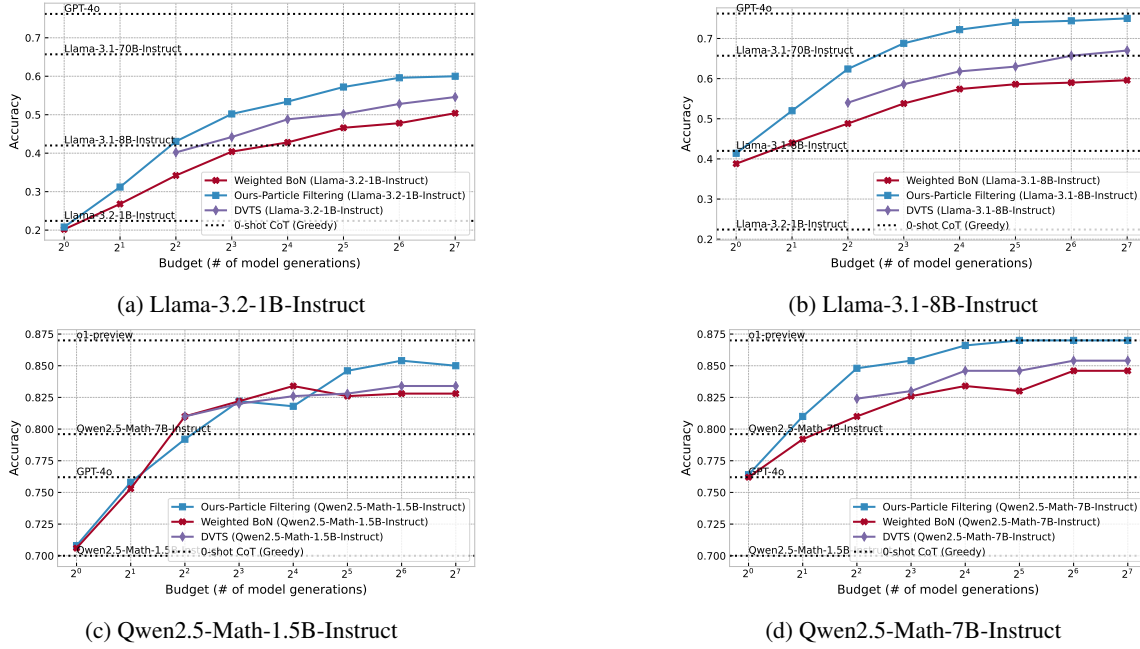 GPT-4o
0.7
Llama-3.1-70B-Instruct
0.6
Accuracy
0.5
Llama-3.1-8B-Instruct
0.4
Weighted BoN (Llama-3.2-1B-Instruct)
Ours-Particle Filtering (Llama-3.2-1B-Instruct)
0.3
DVTS (Llama-3.2-1B-Instruct)
Llama-3.2-1B-Instruct
0-shot CoT (Greedy)
0.2
2^0 2^1 2^2 2^3 2^4 2^5 2^6 2^7
Budget (# of model generations)
(a) Llama-3.2-1B-Instruct
GPT-4o
0.7
Llama-3.1-70B-Instruct
0.6
Accuracy
0.5
Llama-3.1-8B-Instruct
0.4
Weighted BoN (Llama-3.1-8B-Instruct)
Ours-Particle Filtering (Llama-3.1-8B-Instruct)
0.3
DVTS (Llama-3.1-8B-Instruct)
Llama-3.2-1B-Instruct
0-shot CoT (Greedy)
0.2
2^0 2^1 2^2 2^3 2^4 2^5 2^6 2^7
Budget (# of model generations)
(b) Llama-3.1-8B-Instruct
0.875
o1-preview
0.850
0.825
Accuracy
0.800
Qwen2.5-Math-7B-Instruct
0.775
GPT-4o
0.750
Ours-Particle Filtering (Qwen2.5-Math-1.5B-Instruct)
Weighted BoN (Qwen2.5-Math-1.5B-Instruct)
0.725
DVTS (Qwen2.5-Math-1.5B-Instruct)
Qwen2.5-Math-1.5
0-shot CoT (Greedy)
0.700
2^0 2^1 2^2 2^3 2^4 2^5 2^6 2^7
Budget (# of model generations)
(c) Qwen2.5-Math-1.5B-Instruct
0.875
o1-preview
0.850
0.825
Accuracy
0.800
Qwen2.5-Math-7B-Instruct
0.775
GPT-4o
0.750
Ours-Particle Filtering (Qwen2.5-Math-7B-Instruct)
Weighted BoN (Qwen2.5-Math-7B-Instruct)
0.725
DVTS (Qwen2.5-Math-7B-Instruct)
Qwen2.5-Math-1.5B
0-shot CoT (Greedy)
0.700
2^0 2^1 2^2 2^3 2^4 2^5 2^6 2^7
Budget (# of model generations)
(d) Qwen2.5-Math-7B-Instruct